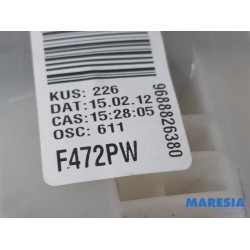 KUS: 226
DAT:15.02.12
CAS:15:28:05
OSC: 611
F472PW
9688826380
MARESIA